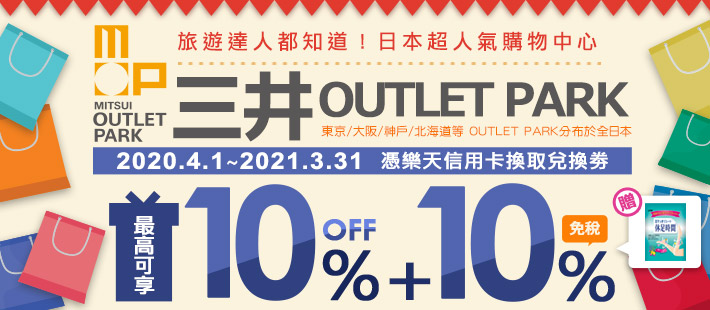 旅遊達人都知道！日本超人氣購物中心
MOP
MITSUI
OUTLET
PARK
三井 OUTLET PARK
東京/大阪/神戶/北海道等 OUTLET PARK分布於全日本
2020.4.1~2021.3.31 憑樂天信用卡換取兌換券
最高可享
10% OFF + 10% 免稅
贈
休足時間